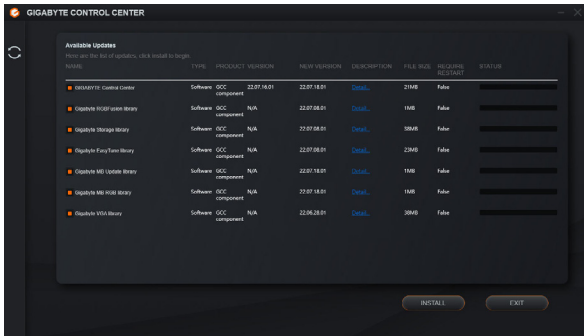 GIGABYTE CONTROL CENTER
Available Updates
Here are the list of updates, click install to begin
NAME TYPE PRODUCT VERSION NEW VERSION DESCRIPTION FILE SIZE REQUIRE RESTART STATUS
GIGABYTE Control Center Software GCC component 22.07.16.01 22.07.18.01 Detail... 21MB False
Gigabyte RGBFusion library Software GCC component N/A 22.07.08.01 Detail... 1MB False
Gigabyte Storage library Software GCC component N/A 22.07.08.01 Detail... 38MB False
Gigabyte EasyTune library Software GCC component N/A 22.07.08.01 Detail... 23MB False
Gigabyte MB Update library Software GCC component N/A 22.07.18.01 Detail... 1MB False
Gigabyte MB RGB library Software GCC component N/A 22.07.18.01 Detail... 1MB False
Gigabyte VGA library Software GCC component N/A 22.06.28.01 Detail... 38MB False
INSTALL EXIT